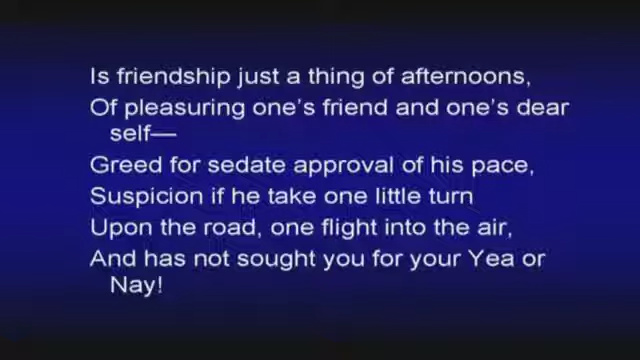 Is friendship just a thing of afternoons,
Of pleasuring one's friend and one's dear
self—
Greed for sedate approval of his pace,
Suspicion if he take one little turn
Upon the road, one flight into the air,
And has not sought you for your Yea or
Nay!